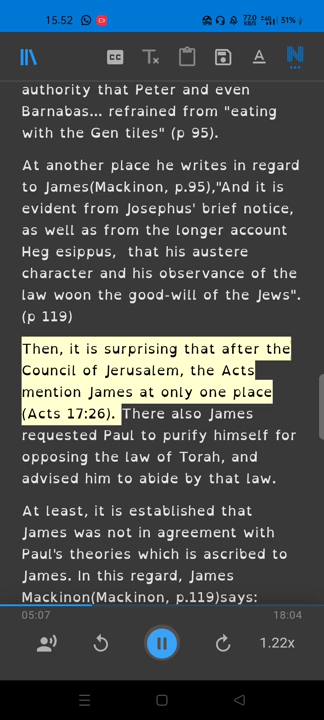 15.52
77.0 KB/s
31%
CC
T×
A
N
authority that Peter and even
Barnabas... refrained from "eating
with the Gen tiles" (p 95).
At another place he writes in regard
to James(Mackinon, p.95),"And it is
evident from Josephus' brief notice,
as well as from the longer account
Heg esippus,  that his austere
character and his observance of the
law woon the good-will of the Jews".
(p 119)
Then, it is surprising that after the
Council of Jerusalem, the Acts
mention James at only one place
(Acts 17:26). There also James
requested Paul to purify himself for
opposing the law of Torah, and
advised him to abide by that law.
At least, it is established that
James was not in agreement with
Paul's theories which is ascribed to
James. In this regard, James
Mackinon(Mackinon, p.119)says:
05:07
18:04
1.22x